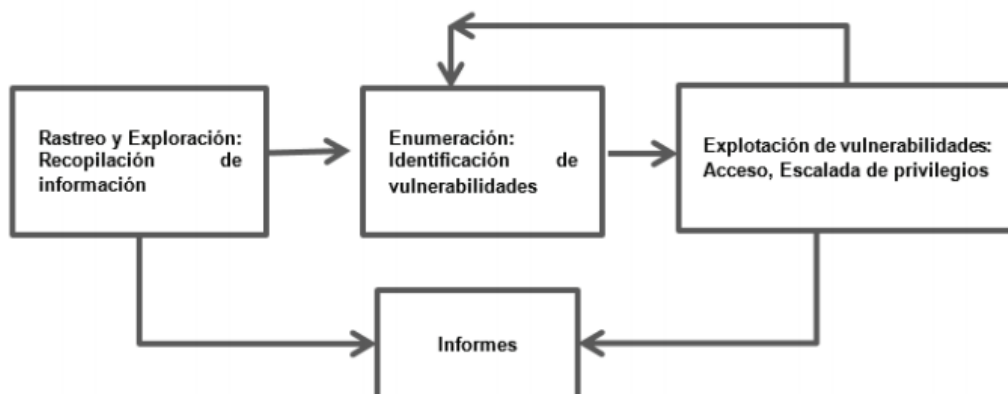 Rastreo y Exploración:
Recopilación de
información
Enumeración:
Identificación de
vulnerabilidades
Explotación de vulnerabilidades:
Acceso, Escalada de privilegios
Informes